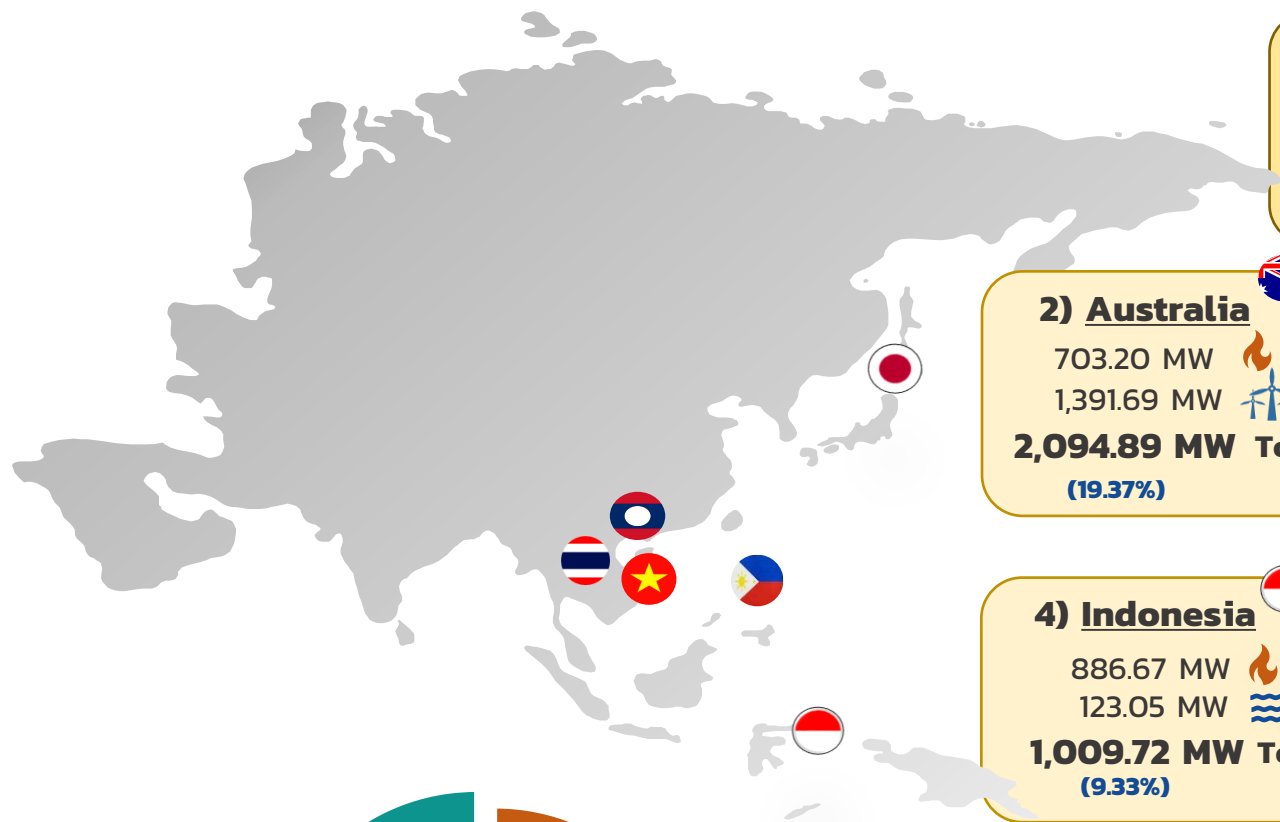 2) Australia
703.20 MW
1,391.69 MW
2,094.89 MW
(19.37%)
4) Indonesia
886.67 MW
123.05 MW
1,009.72 MW
(9.33%)